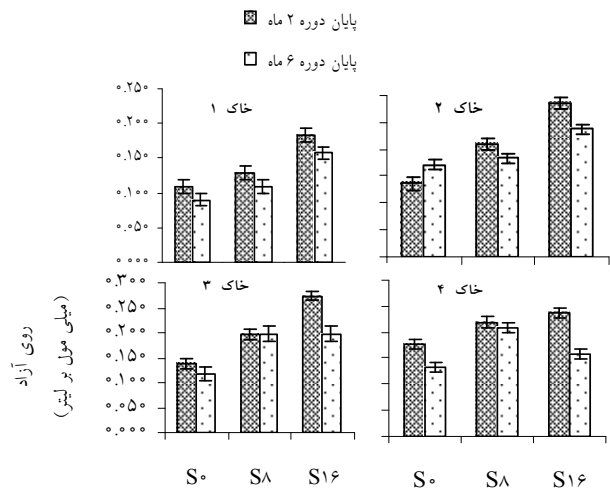 پایان دوره ۲ ماه
پایان دوره ۶ ماه
خاک ۱
خاک ۲
۰.۲۵۰
۰.۲۰۰
۰.۱۵۰
۰.۱۰۰
۰.۰۵۰
۰.۰۰۰
خاک ۳
خاک ۴
۰.۳۰۰
۰.۲۵۰
۰.۲۰۰
۰.۱۵۰
۰.۱۰۰
۰.۰۵۰
۰.۰۰۰
روی آزاد
(میلی مول بر لیتر)
S۰ S۸ S۱۶ S۰ S۸ S۱۶